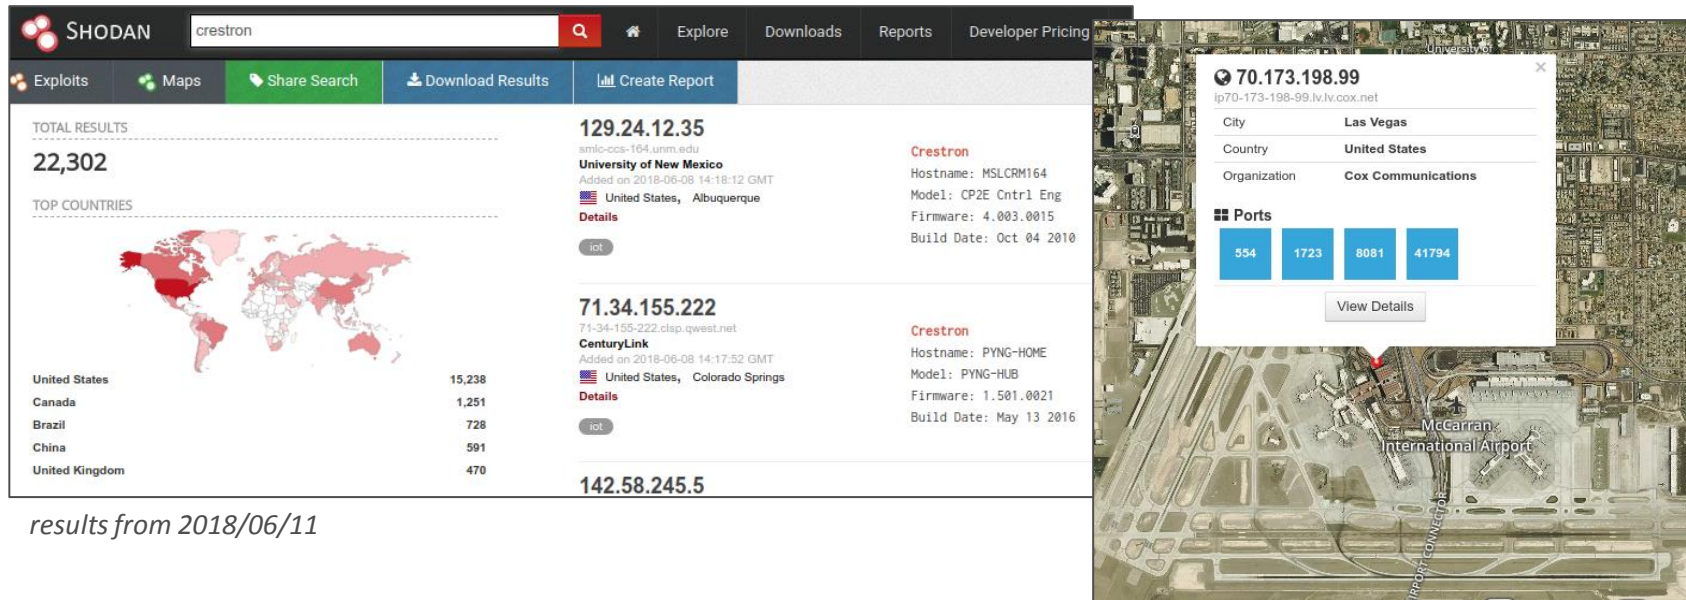 SHODAN
crestron
Explore
Downloads
Reports
Developer Pricing
Exploits
Maps
Share Search
Download Results
Create Report
TOTAL RESULTS
22,302
TOP COUNTRIES
United States 15,238
Canada 1,251
Brazil 728
China 591
United Kingdom 470
129.24.12.35
smlc-ccs-164.unm.edu
University of New Mexico
Added on 2018-06-08 14:18:12 GMT
United States, Albuquerque
Details
iot
Crestron
Hostname: MSLCRM164
Model: CP2E Cntrl Eng
Firmware: 4.003.0015
Build Date: Oct 04 2010
71.34.155.222
71-34-155-222.clsp.qwest.net
CenturyLink
Added on 2018-06-08 14:17:52 GMT
United States, Colorado Springs
Details
iot
Crestron
Hostname: PYNG-HOME
Model: PYNG-HUB
Firmware: 1.501.0021
Build Date: May 13 2016
142.58.245.5
results from 2018/06/11
University of
70.173.198.99
ip70-173-198-99.lv.lv.cox.net
City Las Vegas
Country United States
Organization Cox Communications
Ports
554 1723 8081 41794
View Details
McCarran
International Airport
AIRPORT CONNECTOR